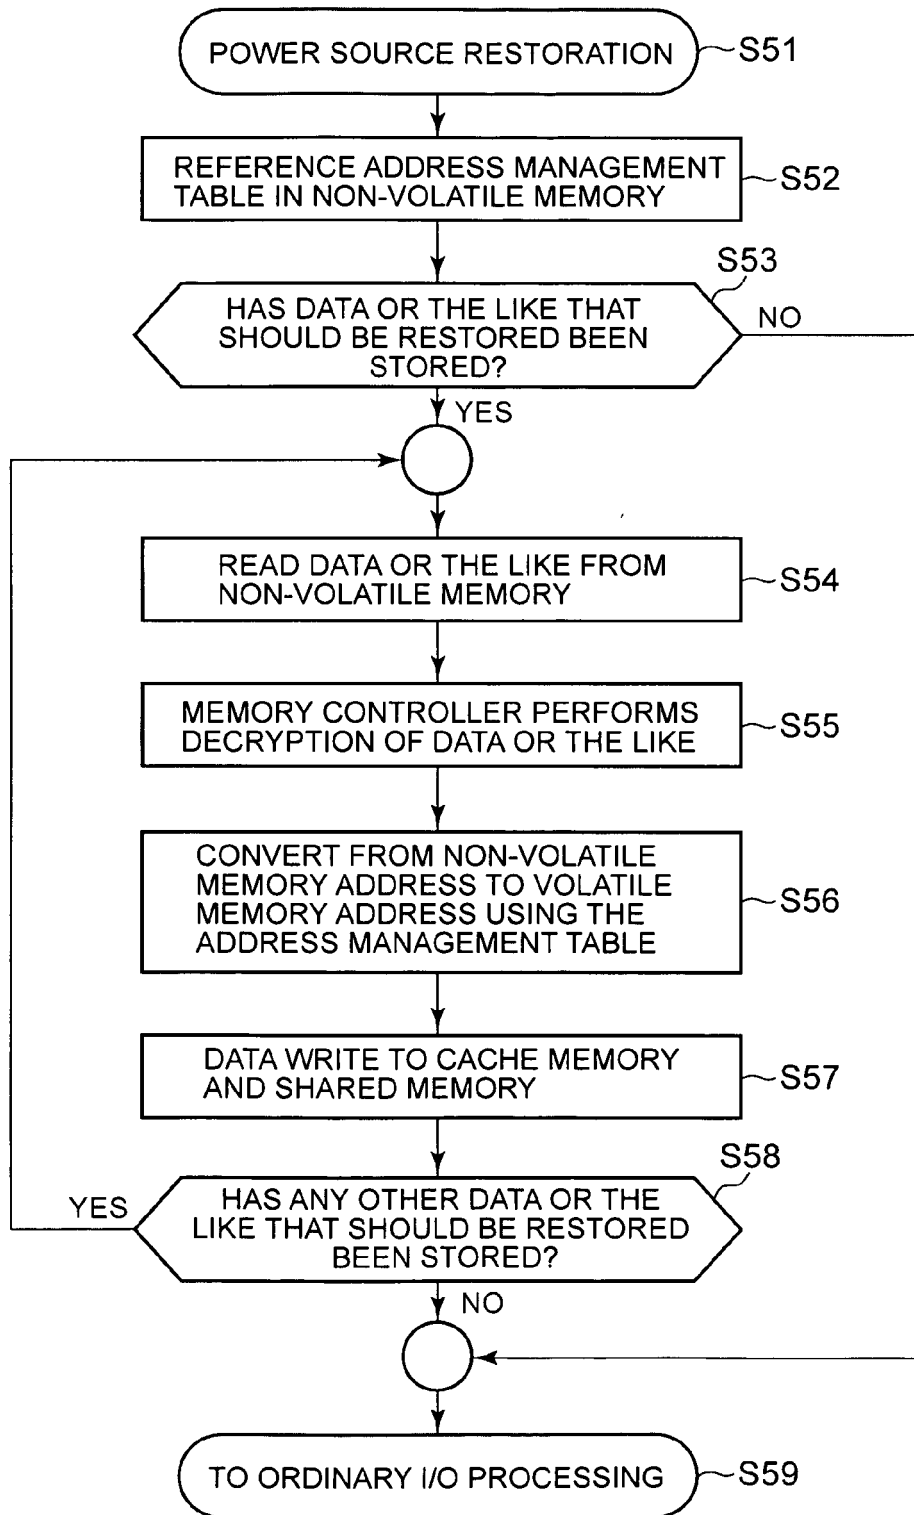 POWER SOURCE RESTORATION
S51
REFERENCE ADDRESS MANAGEMENT
TABLE IN NON-VOLATILE MEMORY
S52
S53
HAS DATA OR THE LIKE THAT
SHOULD BE RESTORED BEEN
STORED?
NO
YES
READ DATA OR THE LIKE FROM
NON-VOLATILE MEMORY
S54
MEMORY CONTROLLER PERFORMS
DECRYPTION OF DATA OR THE LIKE
S55
CONVERT FROM NON-VOLATILE
MEMORY ADDRESS TO VOLATILE
MEMORY ADDRESS USING THE
ADDRESS MANAGEMENT TABLE
S56
DATA WRITE TO CACHE MEMORY
AND SHARED MEMORY
S57
S58
YES
HAS ANY OTHER DATA OR THE
LIKE THAT SHOULD BE RESTORED
BEEN STORED?
NO
TO ORDINARY I/O PROCESSING
S59